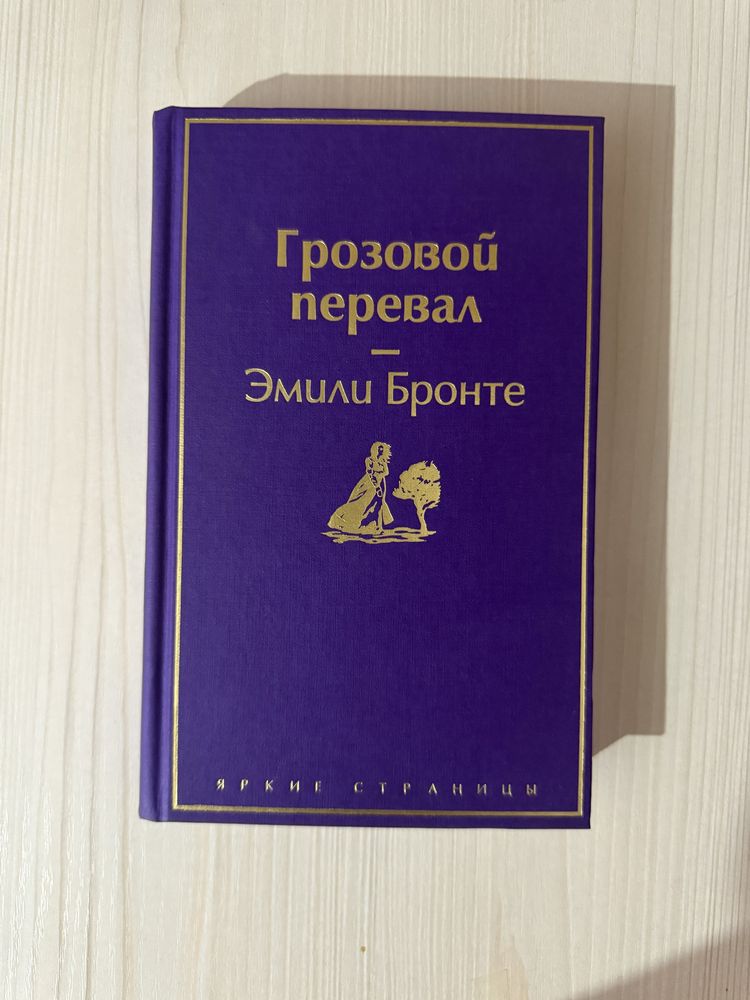 Грозовой
перевал
–
Эмили Бронте
ЯРКИЕ СТРАНИЦЫ